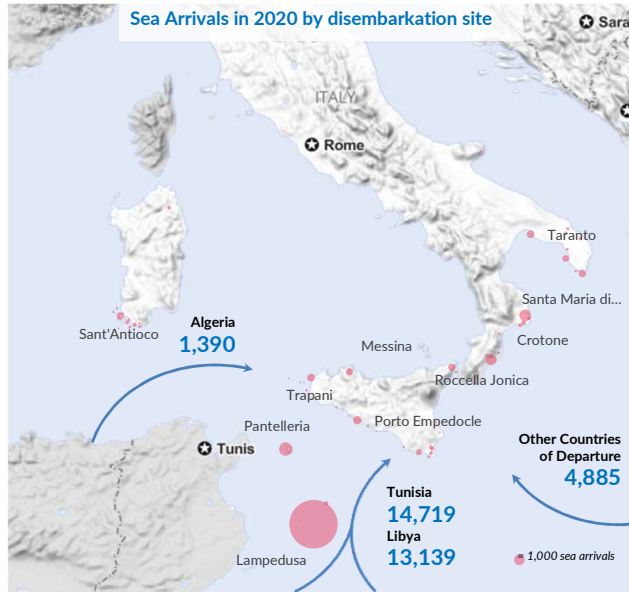 Sea Arrivals in 2020 by disembarkation site
Sara
ITALY
Rome
Taranto
Santa Maria di...
Sant'Antioco
Algeria
1,390
Messina
Crotone
Roccella Jonica
Trapani
Pantelleria
Porto Empedocle
Tunis
Other Countries
of Departure
4,885
Tunisia
14,719
Libya
13,139
Lampedusa
1,000 sea arrivals